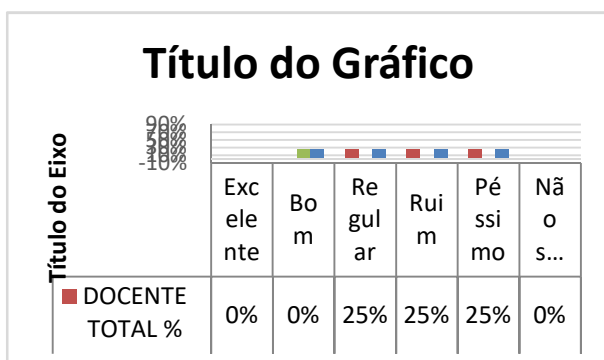 Título do Gráfico
Título do Eixo
90%
-10%
Exc
ele
nte
Bo
m
Re
gul
ar
Rui
m
Pé
ssi
mo
Nã
o
s...
DOCENTE
TOTAL %
0%
0%
25%
25%
25%
0%